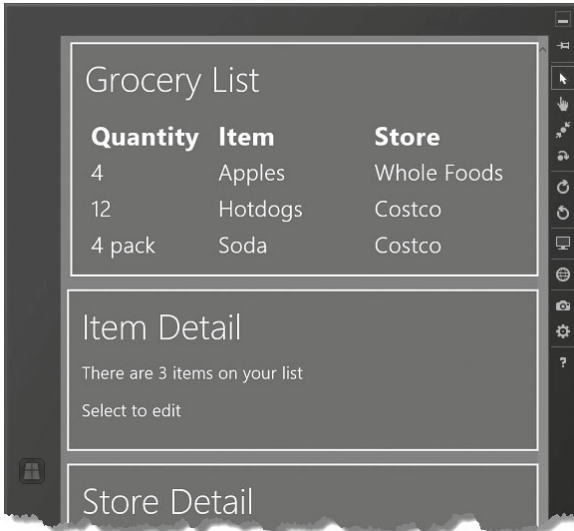 Grocery List
Quantity Item Store
4 Apples Whole Foods
12 Hotdogs Costco
4 pack Soda Costco
Item Detail
There are 3 items on your list
Select to edit
Store Detail
?